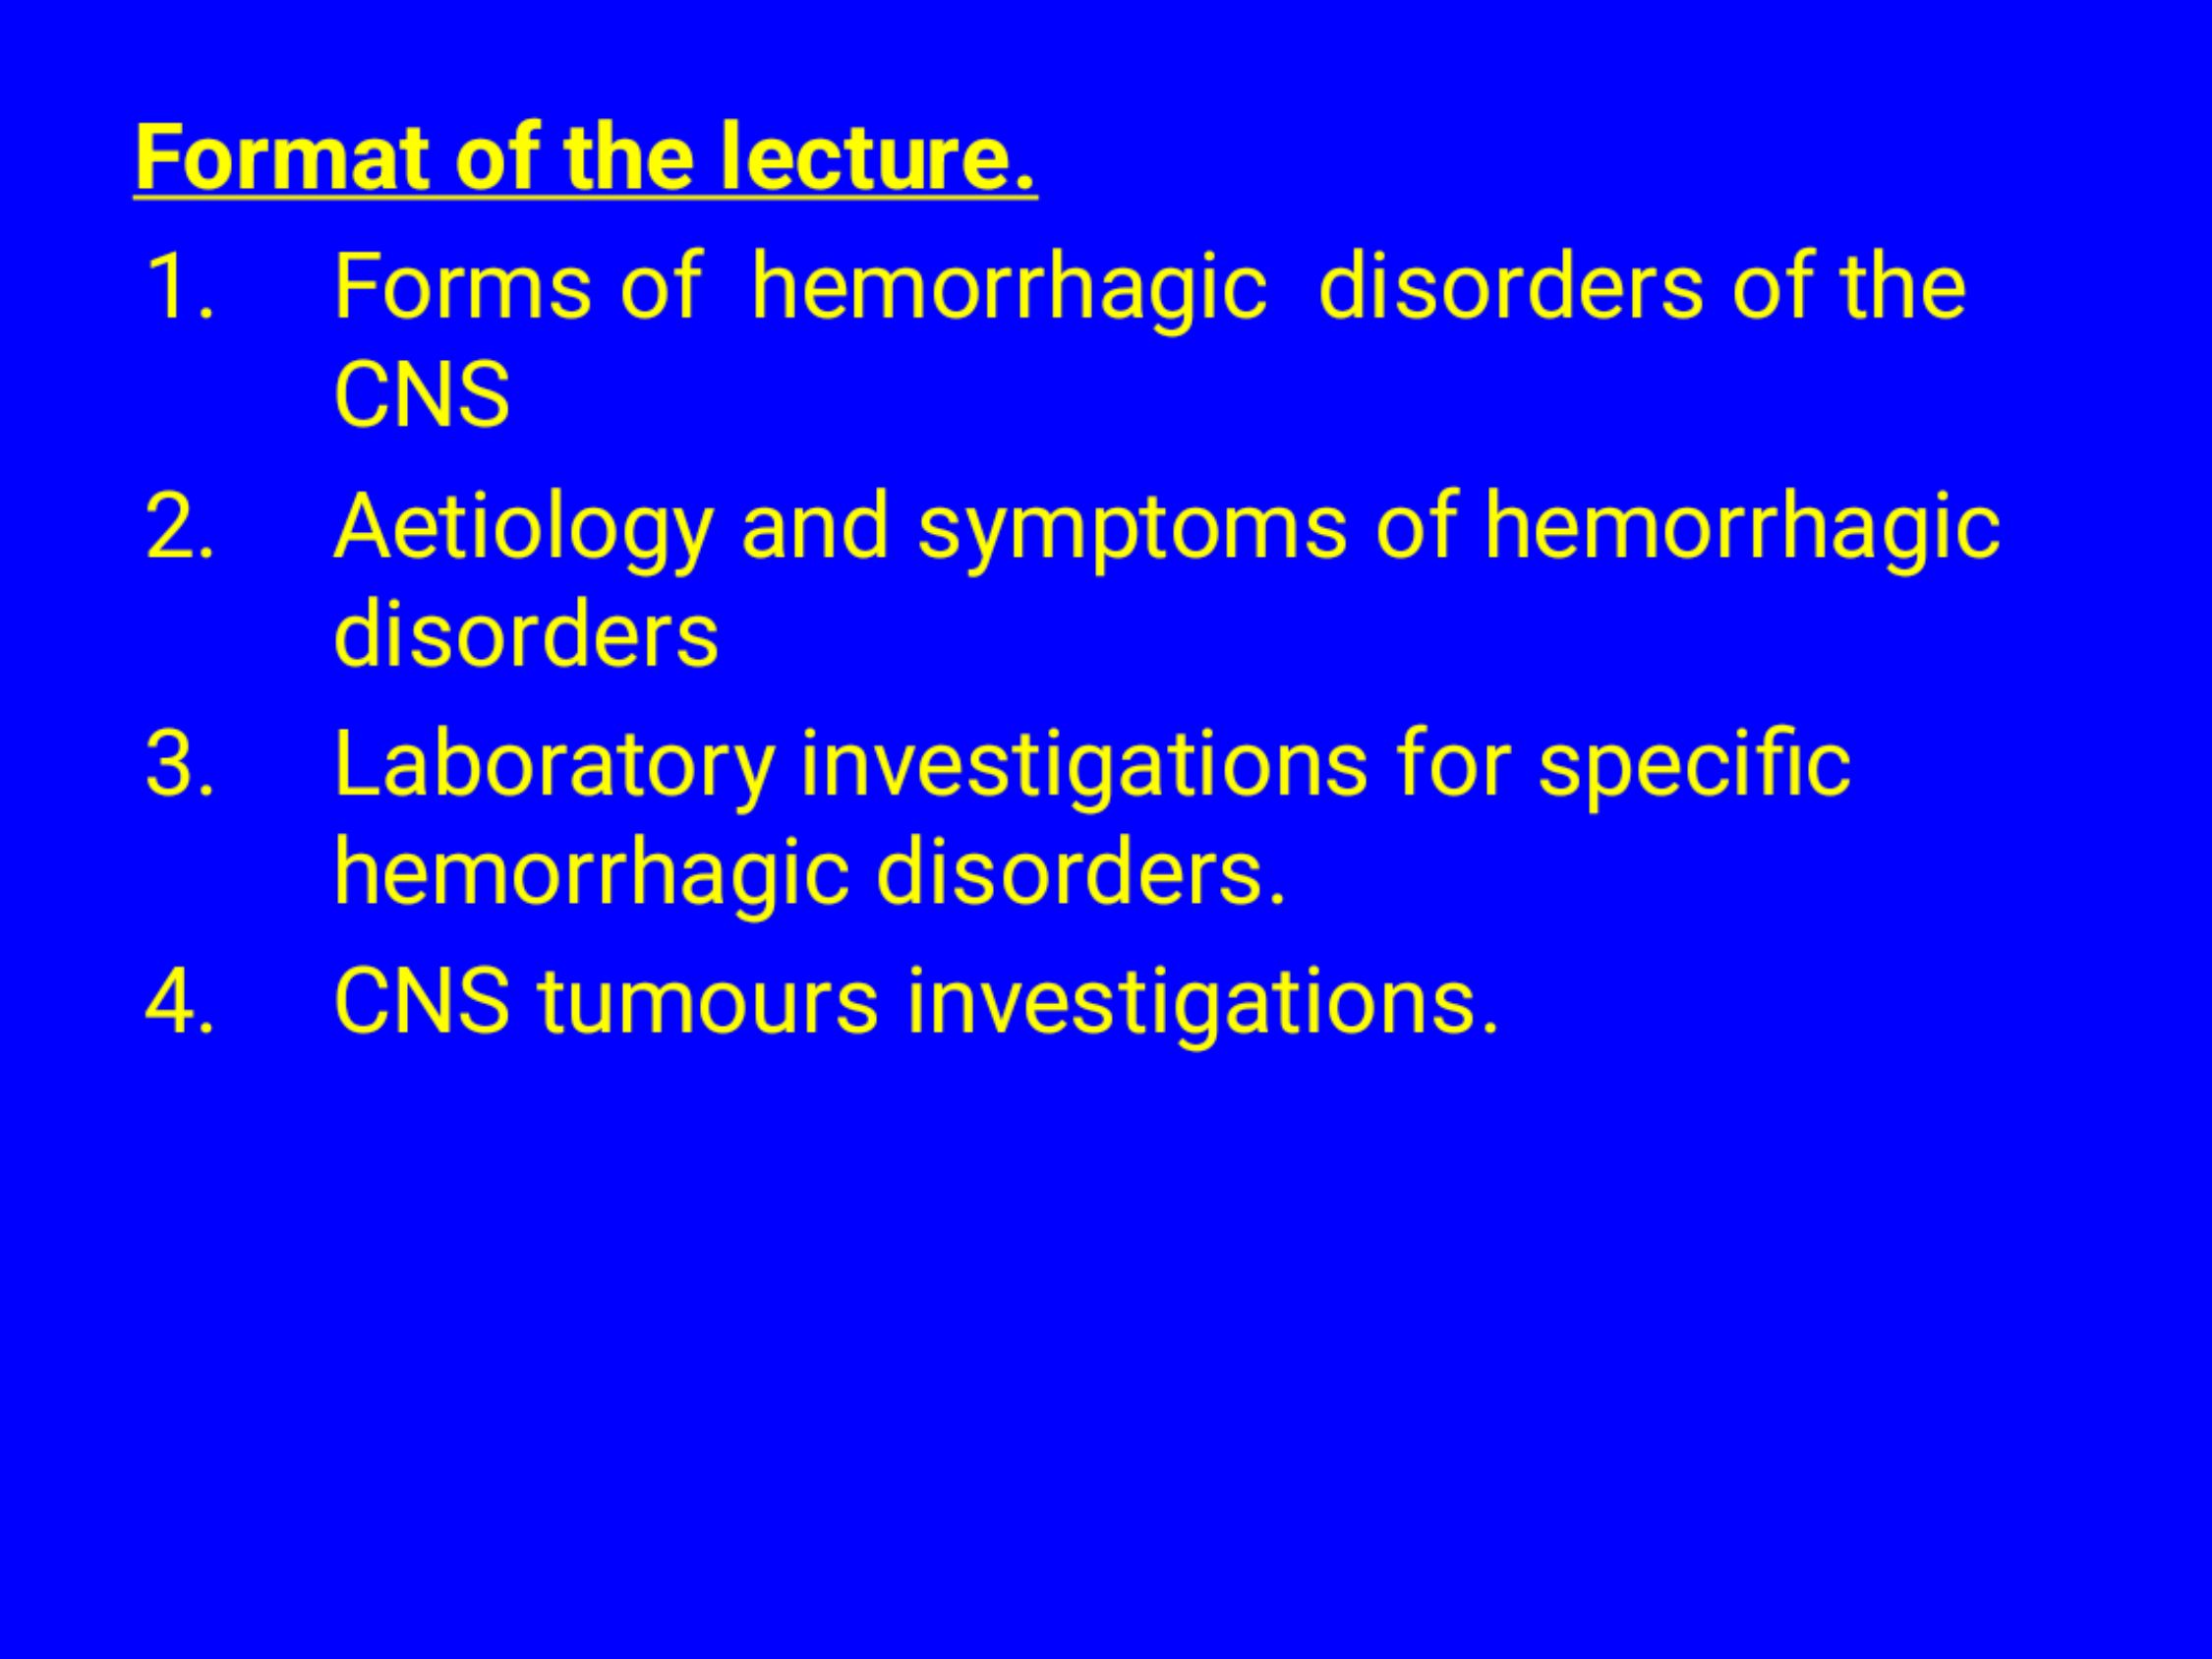 Format of the lecture.
1. Forms of  hemorrhagic  disorders of the
CNS
2. Aetiology and symptoms of hemorrhagic
disorders
3. Laboratory investigations for specific
hemorrhagic disorders.
4. CNS tumours investigations.